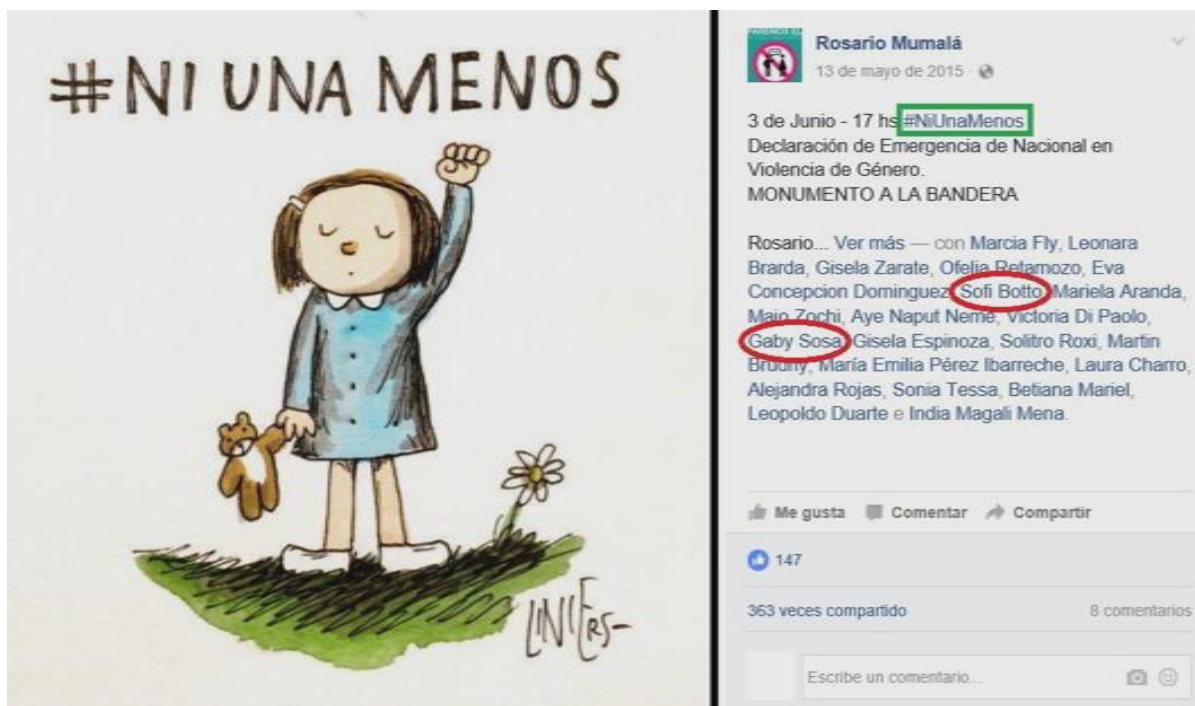 #NI UNA MENOS
LINIERS-
PAREMOS EL
Rosario Mumalá
13 de mayo de 2015
3 de Junio - 17 hs #NiUnaMenos
Declaración de Emergencia de Nacional en
Violencia de Género.
MONUMENTO A LA BANDERA
Rosario... Ver más — con Marcia Fly, Leonara
Brarda, Gisela Zarate, Ofelia Retamozo, Eva
Concepcion Dominguez, Sofi Botto, Mariela Aranda,
Maio Zochi, Aye Naput Neme, Victoria Di Paolo,
Gaby Sosa, Gisela Espinoza, Solitro Roxi, Martin
Brudny, María Emilia Pérez Ibarreche, Laura Charro,
Alejandra Rojas, Sonia Tessa, Betiana Mariel,
Leopoldo Duarte e India Magali Mena.
Me gusta Comentar Compartir
147
363 veces compartido 8 comentarios
Escribe un comentario...